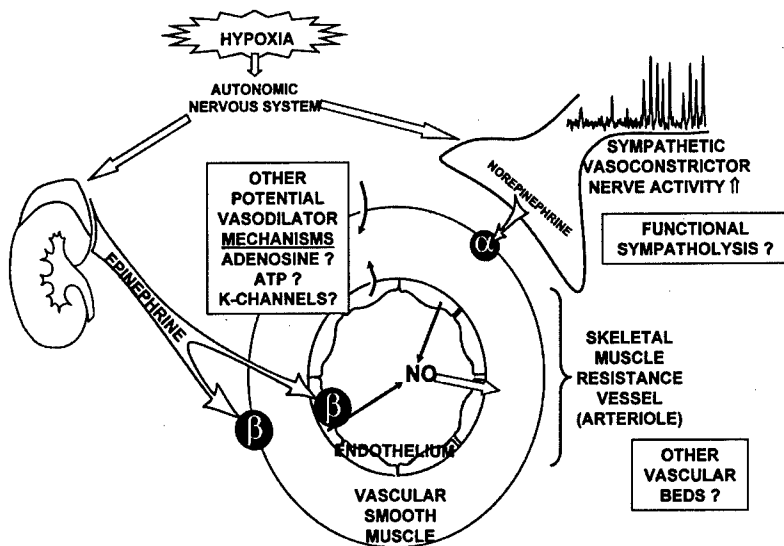 HYPOXIA
AUTONOMIC
NERVOUS SYSTEM
SYMPATHETIC
VASOCONSTRICTOR
NERVE ACTIVITY ⇑
NOREPINEPHRINE
α
FUNCTIONAL
SYMPATHOLYSIS ?
OTHER
POTENTIAL
VASODILATOR
MECHANISMS
ADENOSINE ?
ATP ?
K-CHANNELS?
EPINEPHRINE
β
β
NO
ENDOTHELIUM
VASCULAR
SMOOTH
MUSCLE
SKELETAL
MUSCLE
RESISTANCE
VESSEL
(ARTERIOLE)
OTHER
VASCULAR
BEDS ?